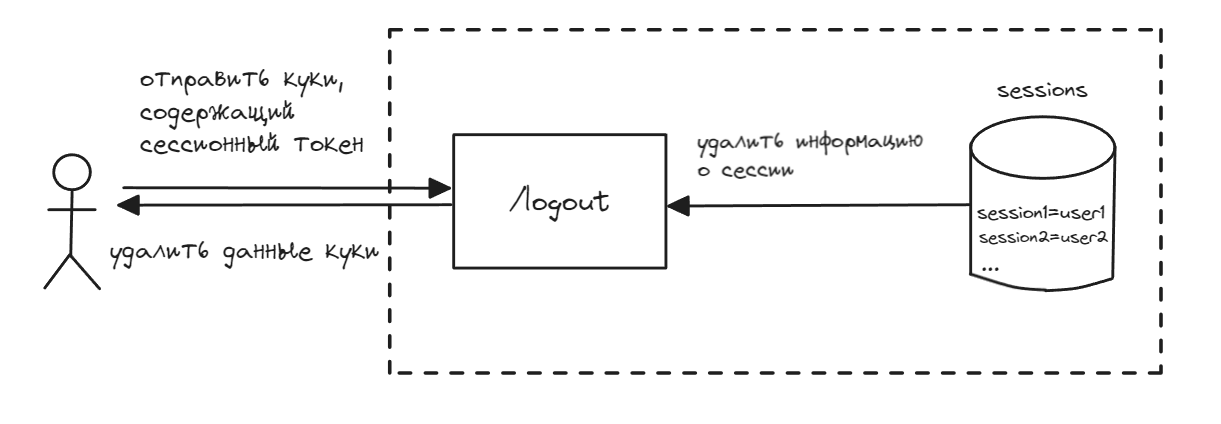 отправить куки,
содержащий
сессионный токен
удалить данные куки
/logout
удалить информацию
о сессии
sessions
session1=user1
session2=user2
...